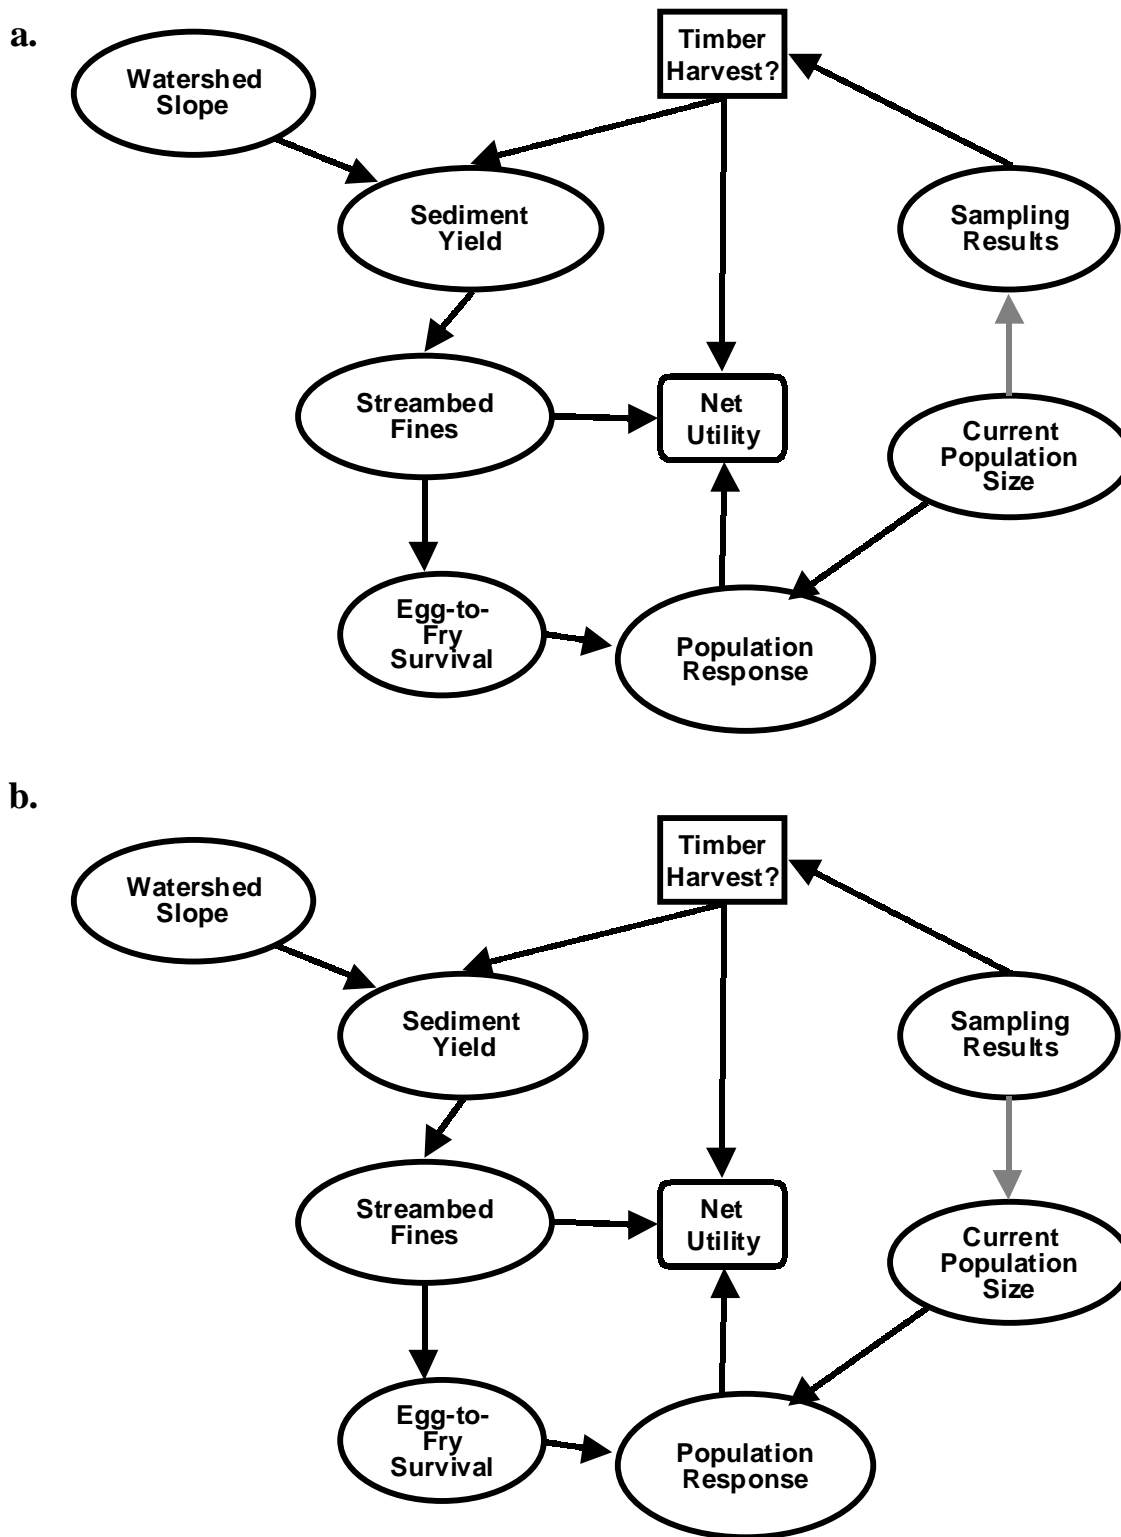 a.
Watershed
Slope
Timber
Harvest?
Sediment
Yield
Sampling
Results
Streambed
Fines
Net
Utility
Current
Population
Size
Egg-to-
Fry
Survival
Population
Response
b.
Watershed
Slope
Timber
Harvest?
Sediment
Yield
Sampling
Results
Streambed
Fines
Net
Utility
Current
Population
Size
Egg-to-
Fry
Survival
Population
Response